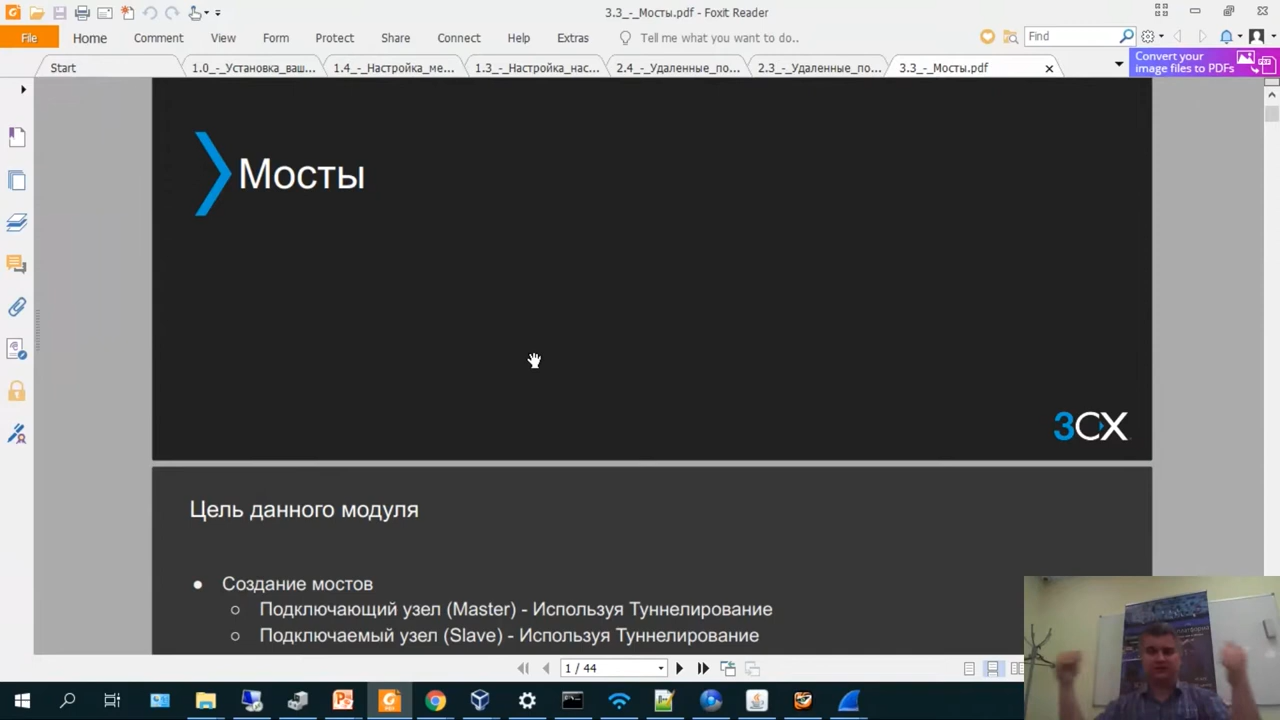 3.3_-_Мосты.pdf - Foxit Reader
File Home Comment View Form Protect Share Connect Help Extras Tell me what you want to do.. Find
Start 1.0_-_Установка_ваш... 1.4_-_Настройка_ме... 1.3_-_Настройка_нас... 2.4_-_Удаленные_по... 2.3_-_Удаленные_по... 3.3_-_Мосты.pdf
Convert your
image files to PDFs
Мосты
3CX
Цель данного модуля
● Создание мостов
○ Подключающий узел (Master) - Используя Туннелирование
○ Подключаемый узел (Slave) - Используя Туннелирование
1 / 44